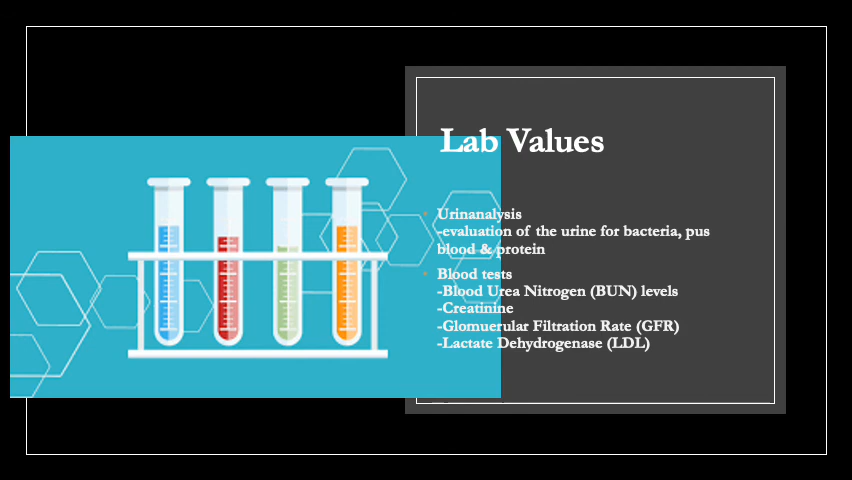 Lab Values
Urinanalysis
-evaluation of the urine for bacteria, pus
blood & protein
Blood tests
-Blood Urea Nitrogen (BUN) levels
-Creatinine
-Glomuerular Filtration Rate (GFR)
-Lactate Dehydrogenase (LDL)